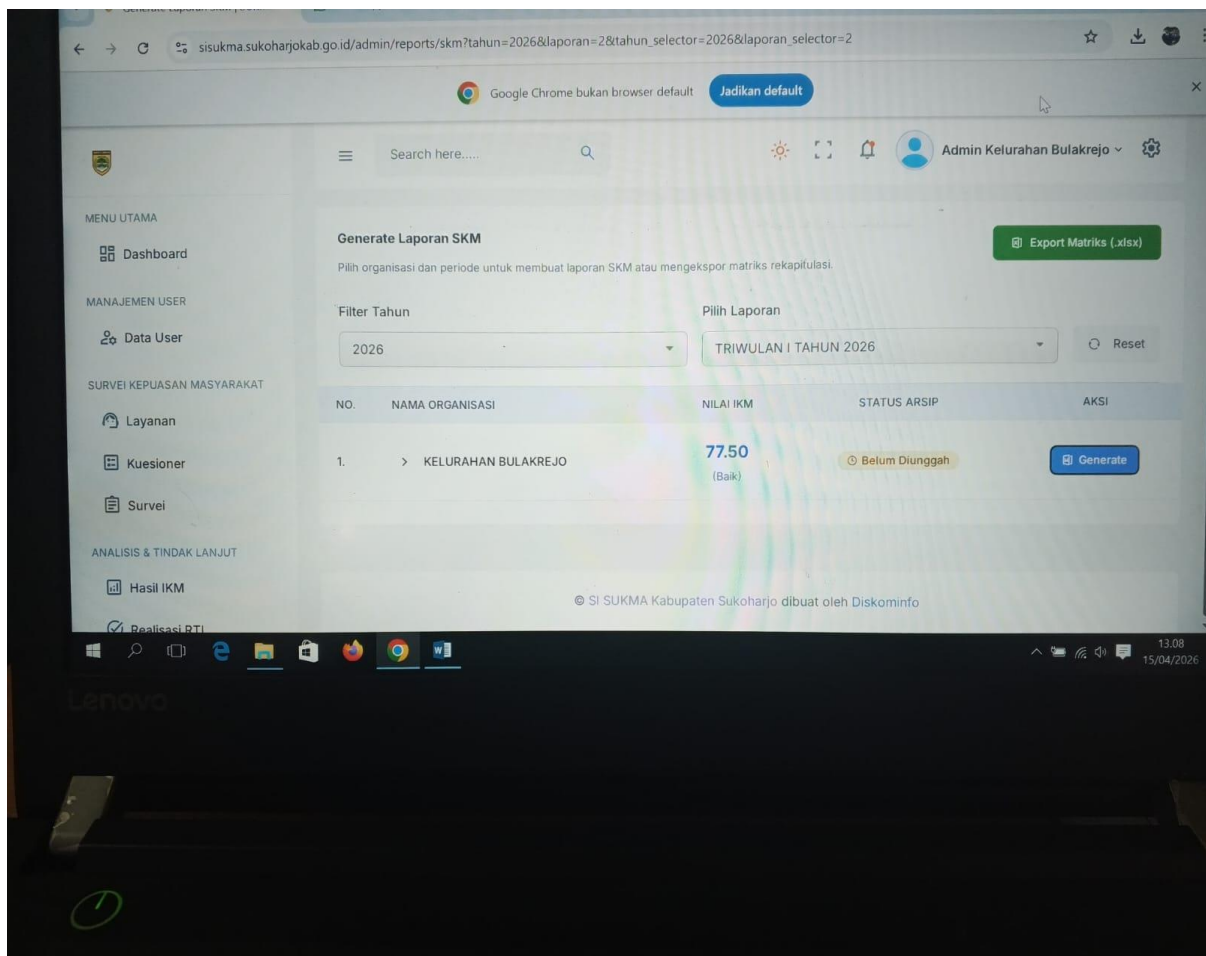 sisukma.sukoharjokab.go.id/admin/reports/skm?tahun=2026&laporan=2&tahun_selector=2026&laporan_selector=2
Google Chrome bukan browser default
Jadikan default
Search here.....
Admin Kelurahan Bulakrejo
MENU UTAMA
Dashboard
MANAJEMEN USER
Data User
SURVEI KEPUASAN MASYARAKAT
Layanan
Kuesioner
Survei
ANALISIS & TINDAK LANJUT
Hasil IKM
Realisasi RTL
Generate Laporan SKM
Export Matriks (.xlsx)
Pilih organisasi dan periode untuk membuat laporan SKM atau mengekspor matriks rekapifulasi.
Filter Tahun
Pilih Laporan
2026
TRIWULAN I TAHUN 2026
Reset
NO. NAMA ORGANISASI NILAI IKM STATUS ARSIP AKSI
1. > KELURAHAN BULAKREJO 77.50 Belum Diunggah Generate
(Baik)
© SI SUKMA Kabupaten Sukoharjo dibuat oleh Diskominfo
13.08
15/04/2026
Lenovo